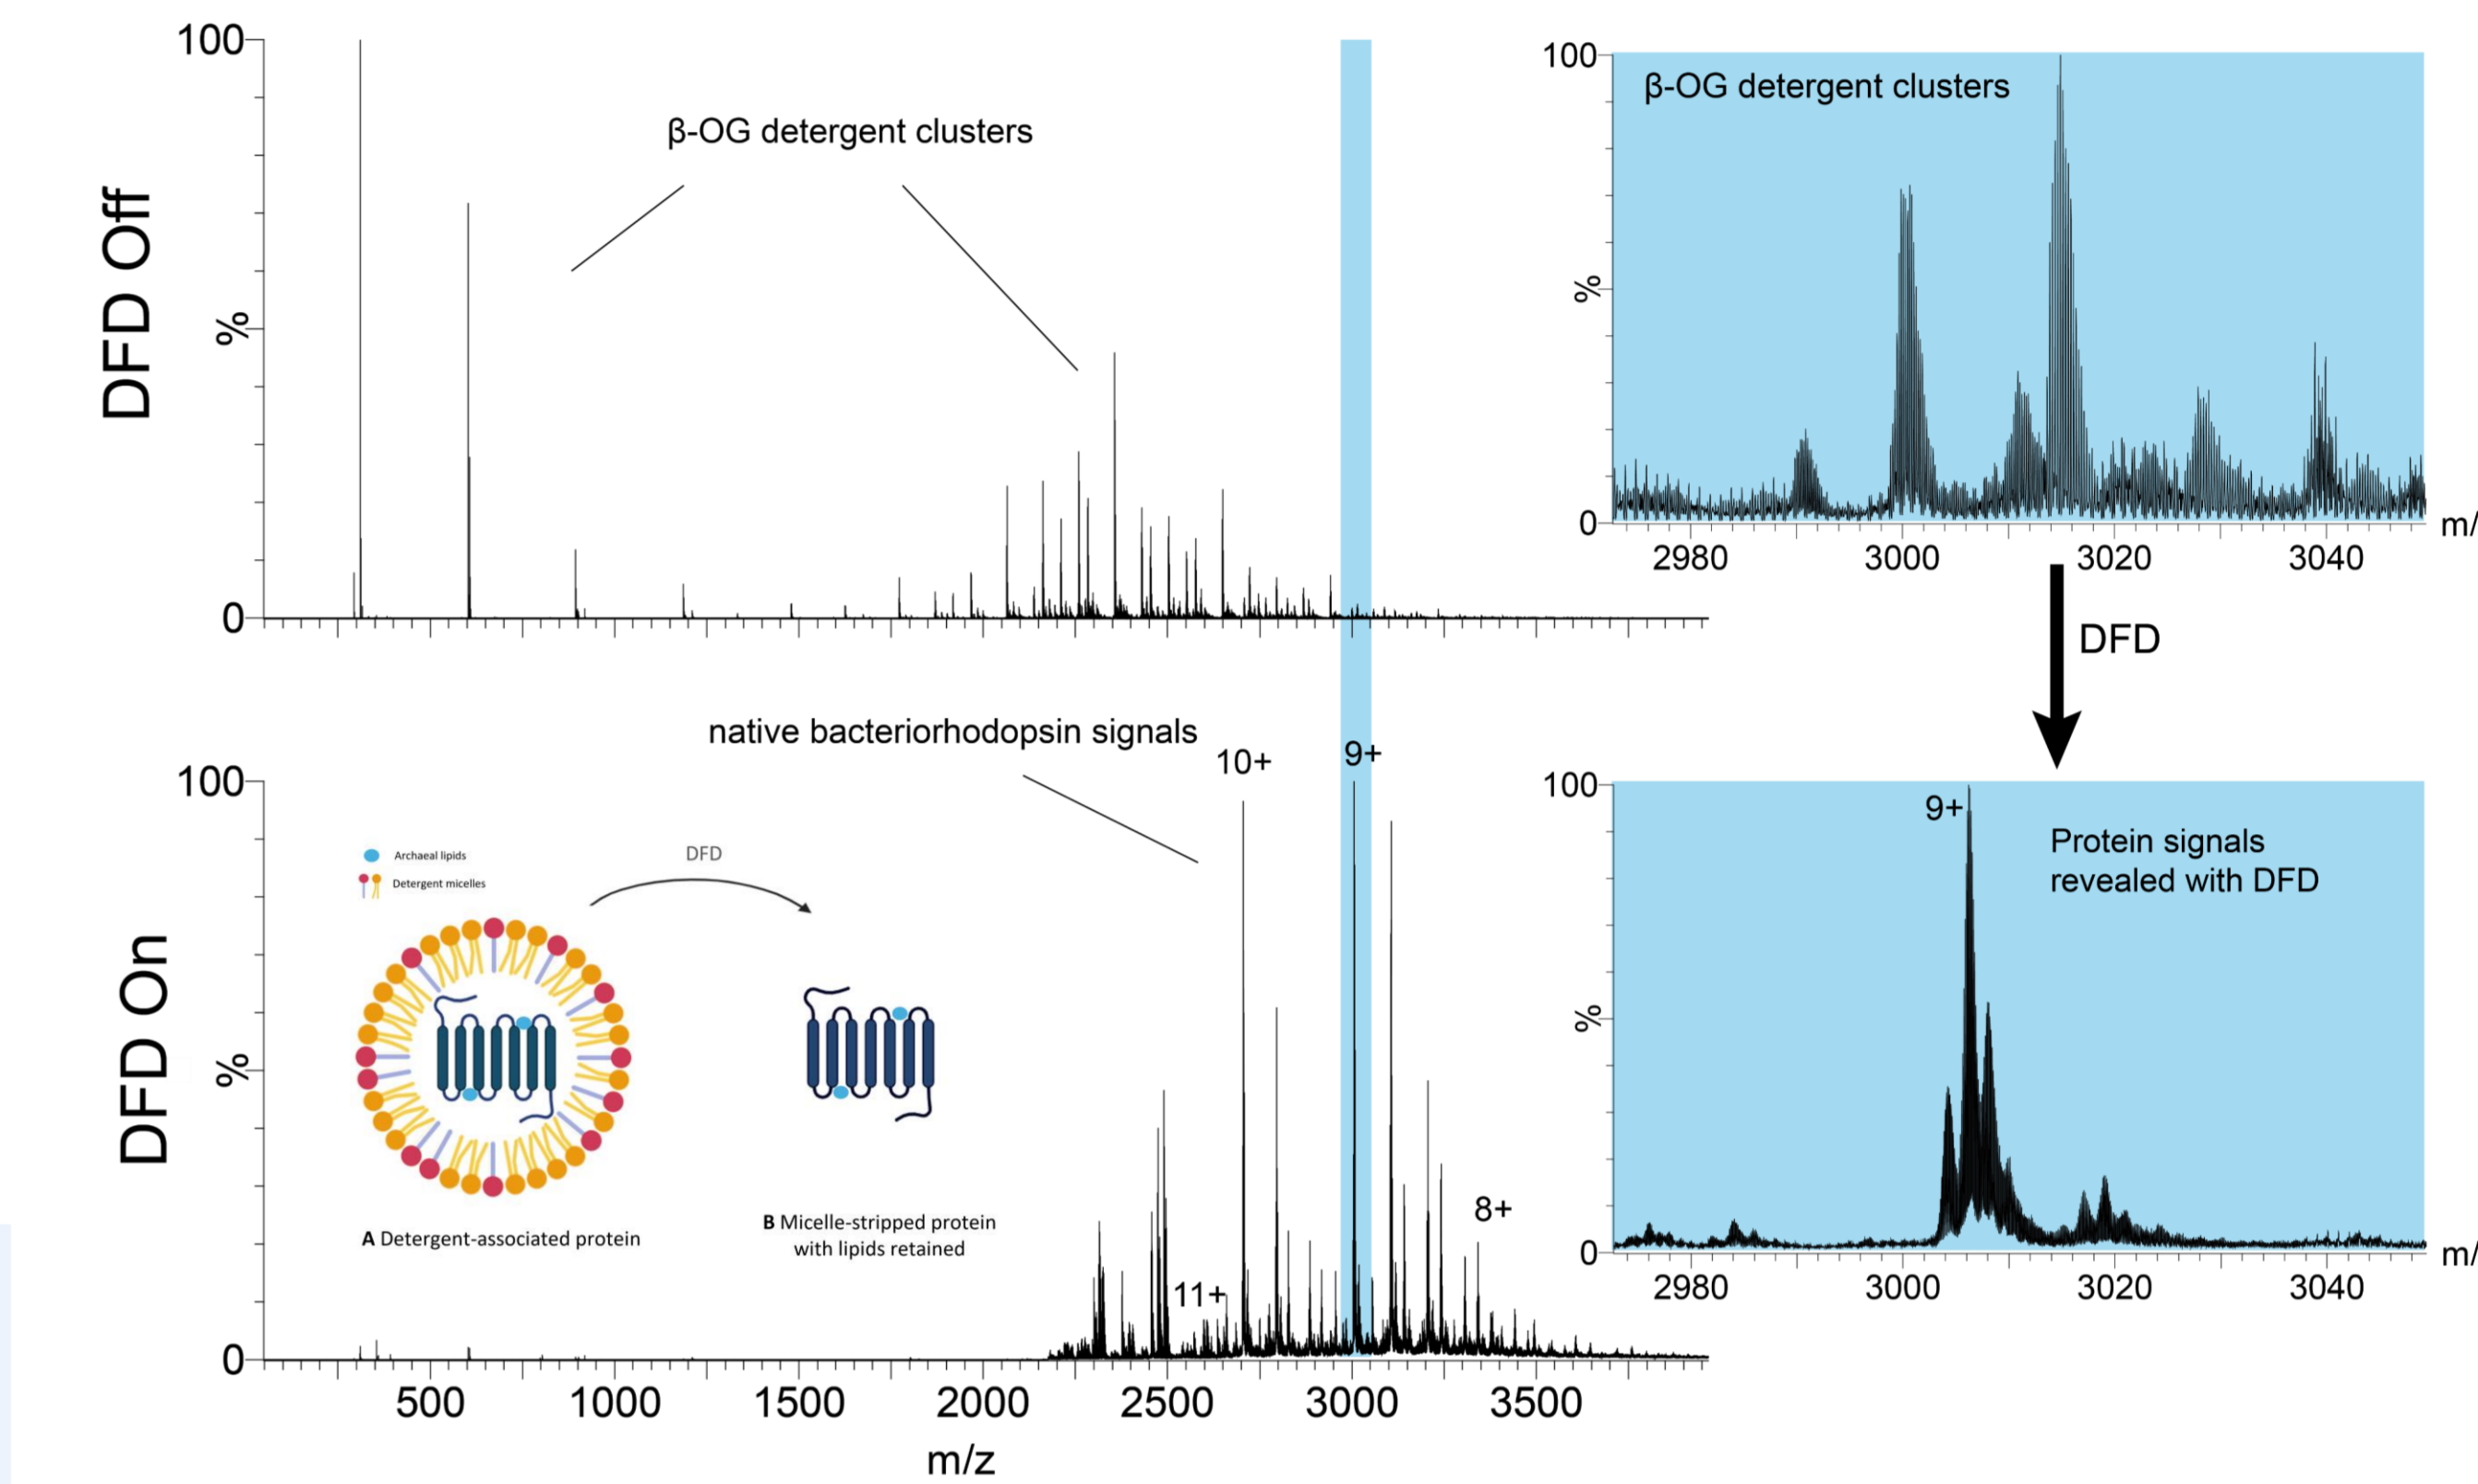 DFD Off
100
%
0
β-OG detergent clusters
100
%
0
β-OG detergent clusters
2980
3000
3020
3040
m/
DFD
DFD On
100
%
0
native bacteriorhodopsin signals
10+
9+
11+
8+
Archaeal lipids
Detergent micelles
DFD
A Detergent-associated protein
B Micelle-stripped protein
with lipids retained
500
1000
1500
2000
2500
3000
3500
m/z
100
%
0
9+
Protein signals
revealed with DFD
2980
3000
3020
3040
m/